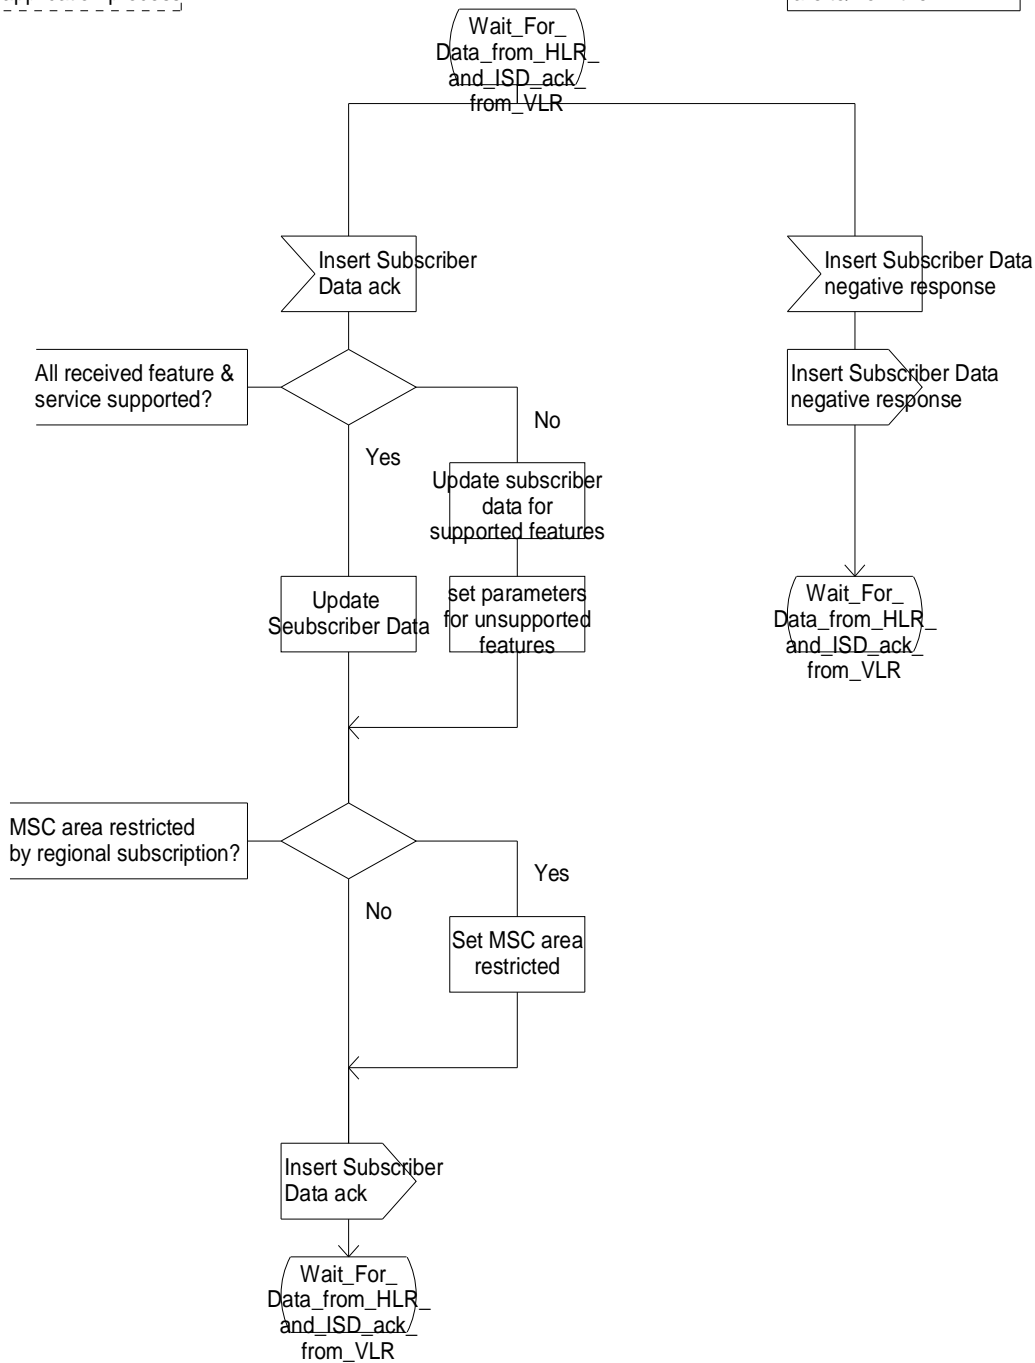 Wait_For_
Data_from_HLR_
and_ISD_ack_
from_VLR
Insert Subscriber
Data ack
Insert Subscriber Data
negative response
All received feature &
service supported?
Insert Subscriber Data
negative response
No
Yes
Update subscriber
data for
supported features
Update
Seubscriber Data
set parameters
for unsupported
features
Wait_For_
Data_from_HLR_
and_ISD_ack_
from_VLR
MSC area restricted
by regional subscription?
Yes
No
Set MSC area
restricted
Insert Subscriber
Data ack
Wait_For_
Data_from_HLR_
and_ISD_ack_
from_VLR